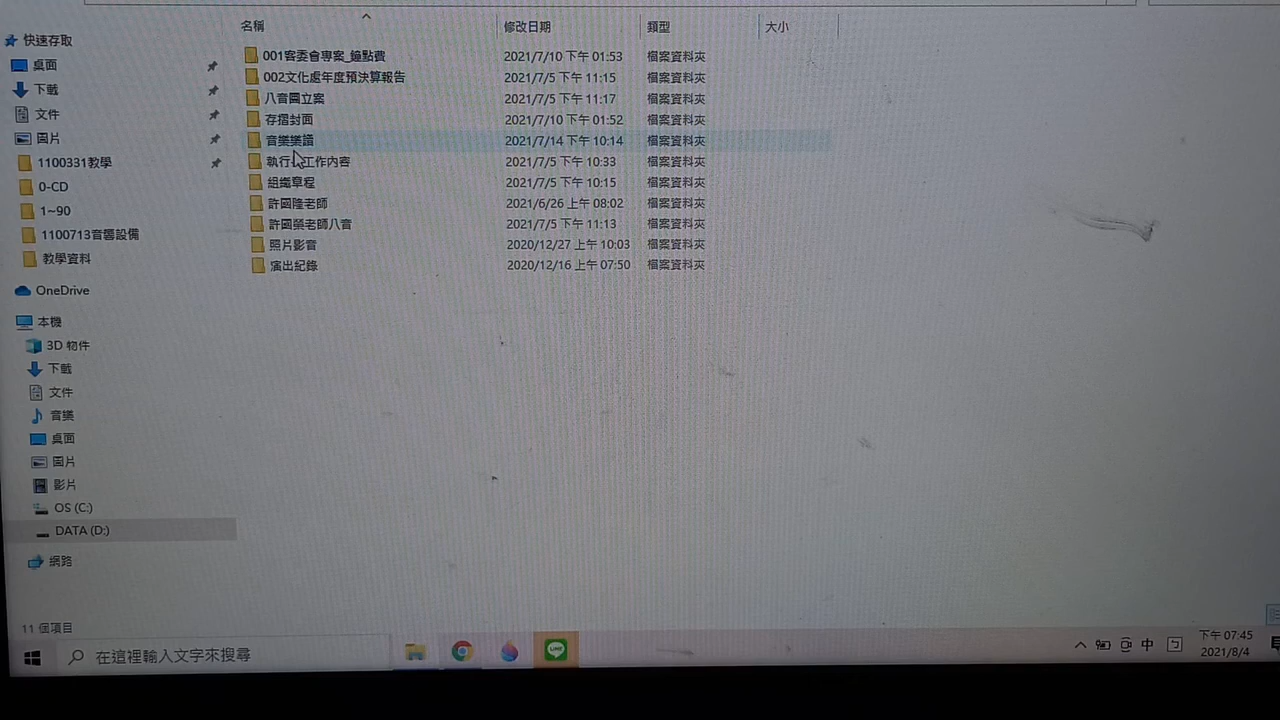 名稱 修改日期 類型 大小
快速存取
桌面
下載
文件
圖片
1100331教學
0-CD
1~90
1100713音響設備
教學資料
OneDrive
本機
3D 物件
下載
文件
音樂
桌面
圖片
影片
OS (C:)
DATA (D:)
網路
001客委會專案_鐘點費 2021/7/10 下午 01:53 檔案資料夾
002文化處年度預決算報告 2021/7/5 下午 11:15 檔案資料夾
八音團立案 2021/7/5 下午 11:17 檔案資料夾
存摺封面 2021/7/10 下午 01:52 檔案資料夾
音樂樂譜 2021/7/14 下午 10:14 檔案資料夾
執行 工作內容 2021/7/5 下午 10:33 檔案資料夾
組織章程 2021/7/5 下午 10:15 檔案資料夾
許國隆老師 2021/6/26 上午 08:02 檔案資料夾
許國榮老師八音 2021/7/5 下午 11:13 檔案資料夾
照片影音 2020/12/27 上午 10:03 檔案資料夾
演出紀錄 2020/12/16 上午 07:50 檔案資料夾
11 個項目
在這裡輸入文字來搜尋
LINE
中 ㄅ
下午 07:45
2021/8/4